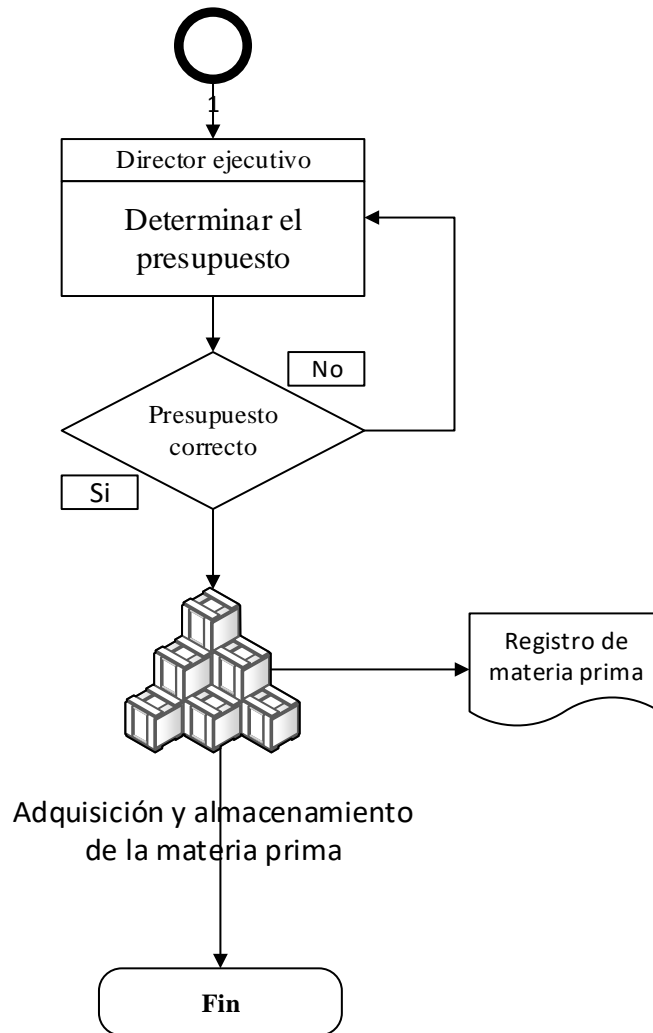 1
Director ejecutivo
Determinar el
presupuesto
No
Presupuesto
correcto
Si
Registro de
materia prima
Adquisición y almacenamiento
de la materia prima
Fin